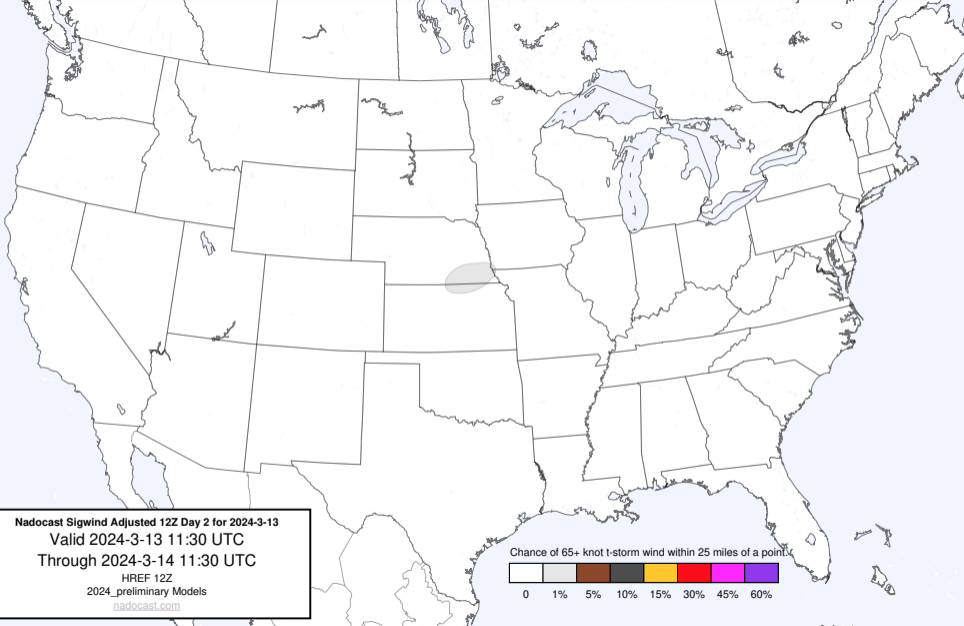 Nadocast Sigwind Adjusted 12Z Day 2 for 2024-3-13
Valid 2024-3-13 11:30 UTC
Through 2024-3-14 11:30 UTC
HREF 12Z
2024_preliminary Models
nadocast.com
Chance of 65+ knot t-storm wind within 25 miles of a point.
0 1% 5% 10% 15% 30% 45% 60%